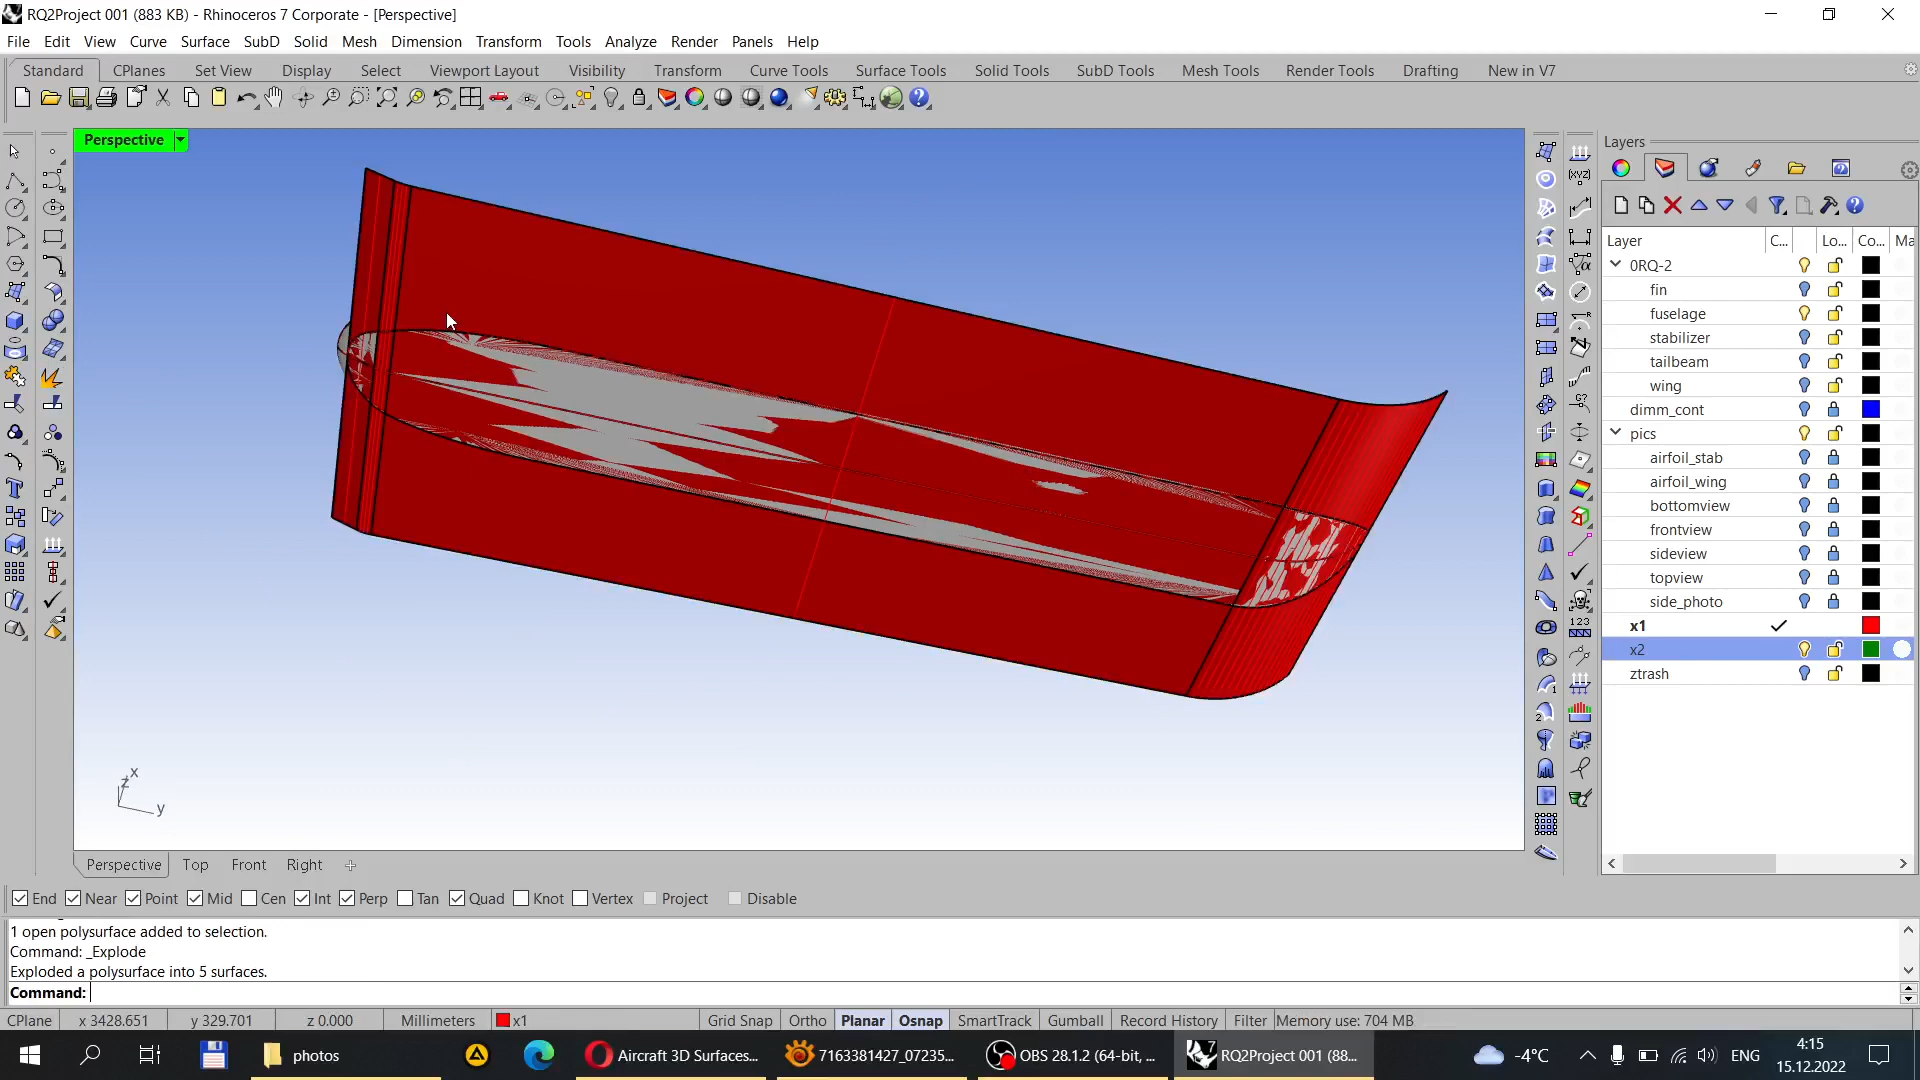 RQ2Project 001 (883 KB) - Rhinoceros 7 Corporate - [Perspective]
File Edit View Curve Surface SubD Solid Mesh Dimension Transform Tools Analyze Render Panels Help
Standard CPlanes Set View Display Select Viewport Layout Visibility Transform Curve Tools Surface Tools Solid Tools SubD Tools Mesh Tools Render Tools Drafting New in V7
Perspective
Layers
Layer C... Lo... Co... Ma
0RQ-2
fin
fuselage
stabilizer
tailbeam
wing
dimm_cont
pics
airfoil_stab
airfoil_wing
bottomview
frontview
sideview
topview
side_photo
x1
x2
ztrash
x
z
y
Perspective Top Front Right
End Near Point Mid Cen Int Perp Tan Quad Knot Vertex Project Disable
1 open polysurface added to selection.
Command: _Explode
Exploded a polysurface into 5 surfaces.
Command:
CPlane x 3428.651 y 329.701 z 0.000 Millimeters x1 Grid Snap Ortho Planar Osnap SmartTrack Gumball Record History Filter Memory use: 704 MB
photos Aircraft 3D Surfaces... 7163381427_07235... OBS 28.1.2 (64-bit, ... RQ2Project 001 (88... -4°C ENG 4:15
15.12.2022